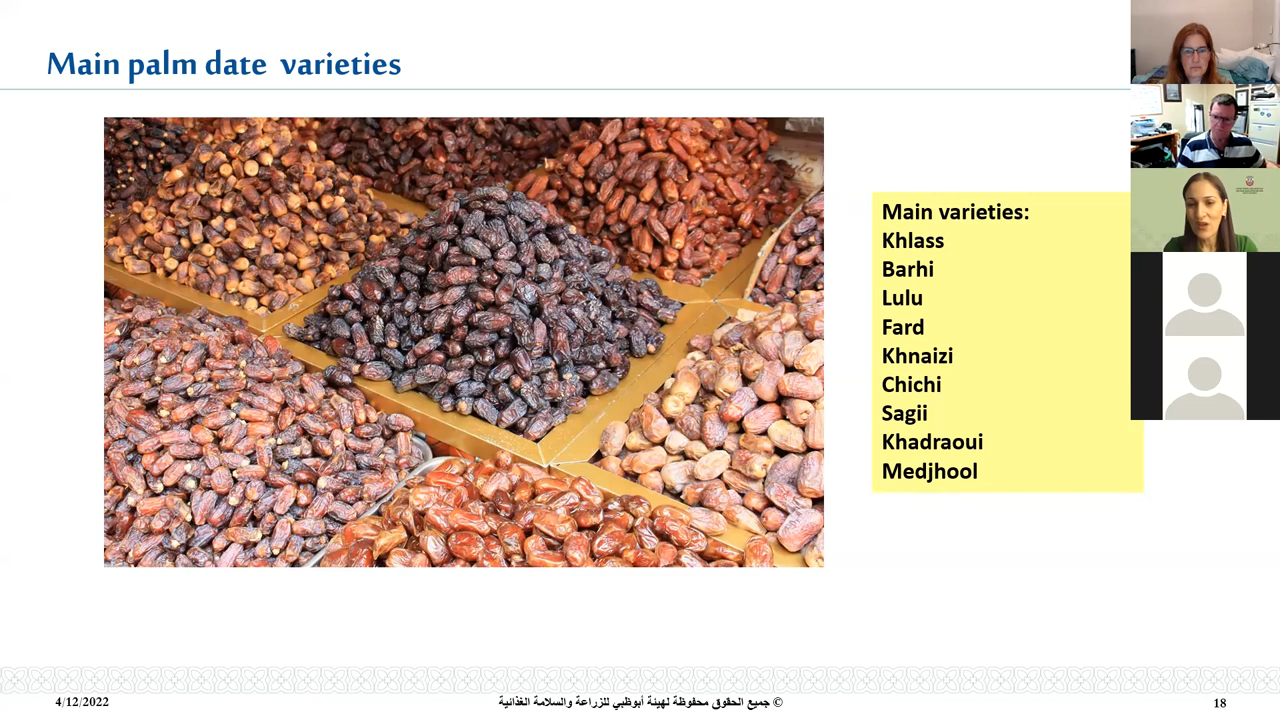 Main palm date varieties
Main varieties:
Khlass
Barhi
Lulu
Fard
Khnaizi
Chichi
Sagii
Khadraoui
Medjhool
4/12/2022
© جميع الحقوق محفوظة لهيئة أبوظبي للزراعة والسلامة الغذائية
18